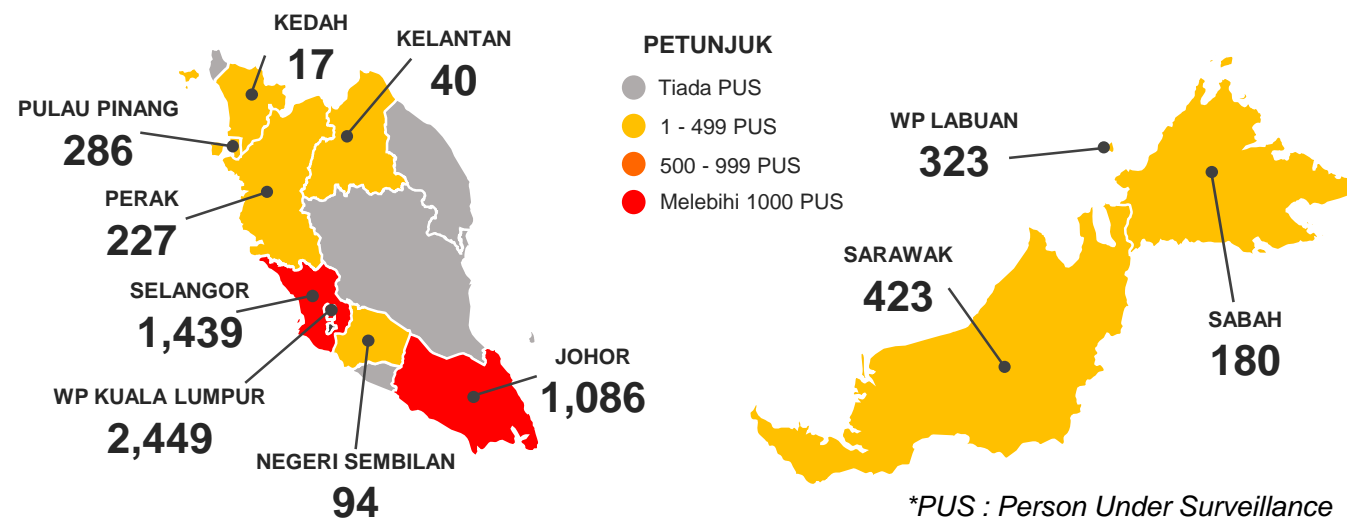 KEDAH
17
KELANTAN
40
PULAU PINANG
286
PERAK
227
SELANGOR
1,439
WP KUALA LUMPUR
2,449
NEGERI SEMBILAN
94
JOHOR
1,086
PETUNJUK
Tiada PUS
1 - 499 PUS
500 - 999 PUS
Melebihi 1000 PUS
WP LABUAN
323
SARAWAK
423
SABAH
180
*PUS : Person Under Surveillance